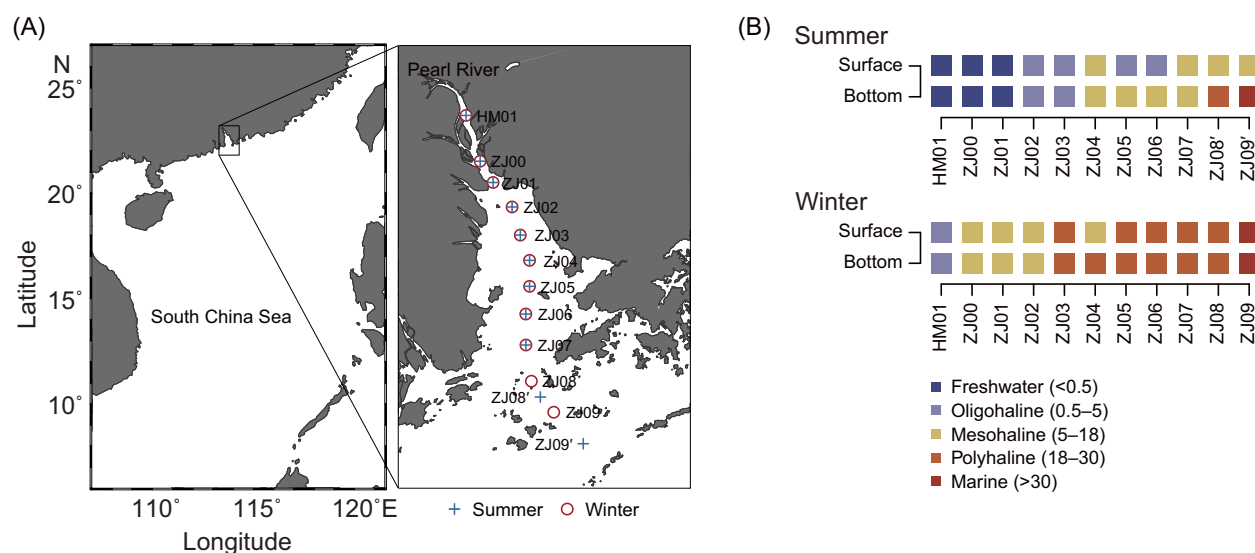 (A)
N
25˚
20˚
15˚
10˚
Latitude
110˚
115˚
120˚E
Longitude
South China Sea
Pearl River
HM01
ZJ00
ZJ01
ZJ02
ZJ03
ZJ04
ZJ05
ZJ06
ZJ07
ZJ08
ZJ08′
ZJ09
ZJ09′
Summer
Winter
(B)
Summer
Surface
Bottom
HM01
ZJ00
ZJ01
ZJ02
ZJ03
ZJ04
ZJ05
ZJ06
ZJ07
ZJ08′
ZJ09′
Winter
Surface
Bottom
HM01
ZJ00
ZJ01
ZJ02
ZJ03
ZJ04
ZJ05
ZJ06
ZJ07
ZJ08
ZJ09
Freshwater (<0.5)
Oligohaline (0.5–5)
Mesohaline (5–18)
Polyhaline (18–30)
Marine (>30)